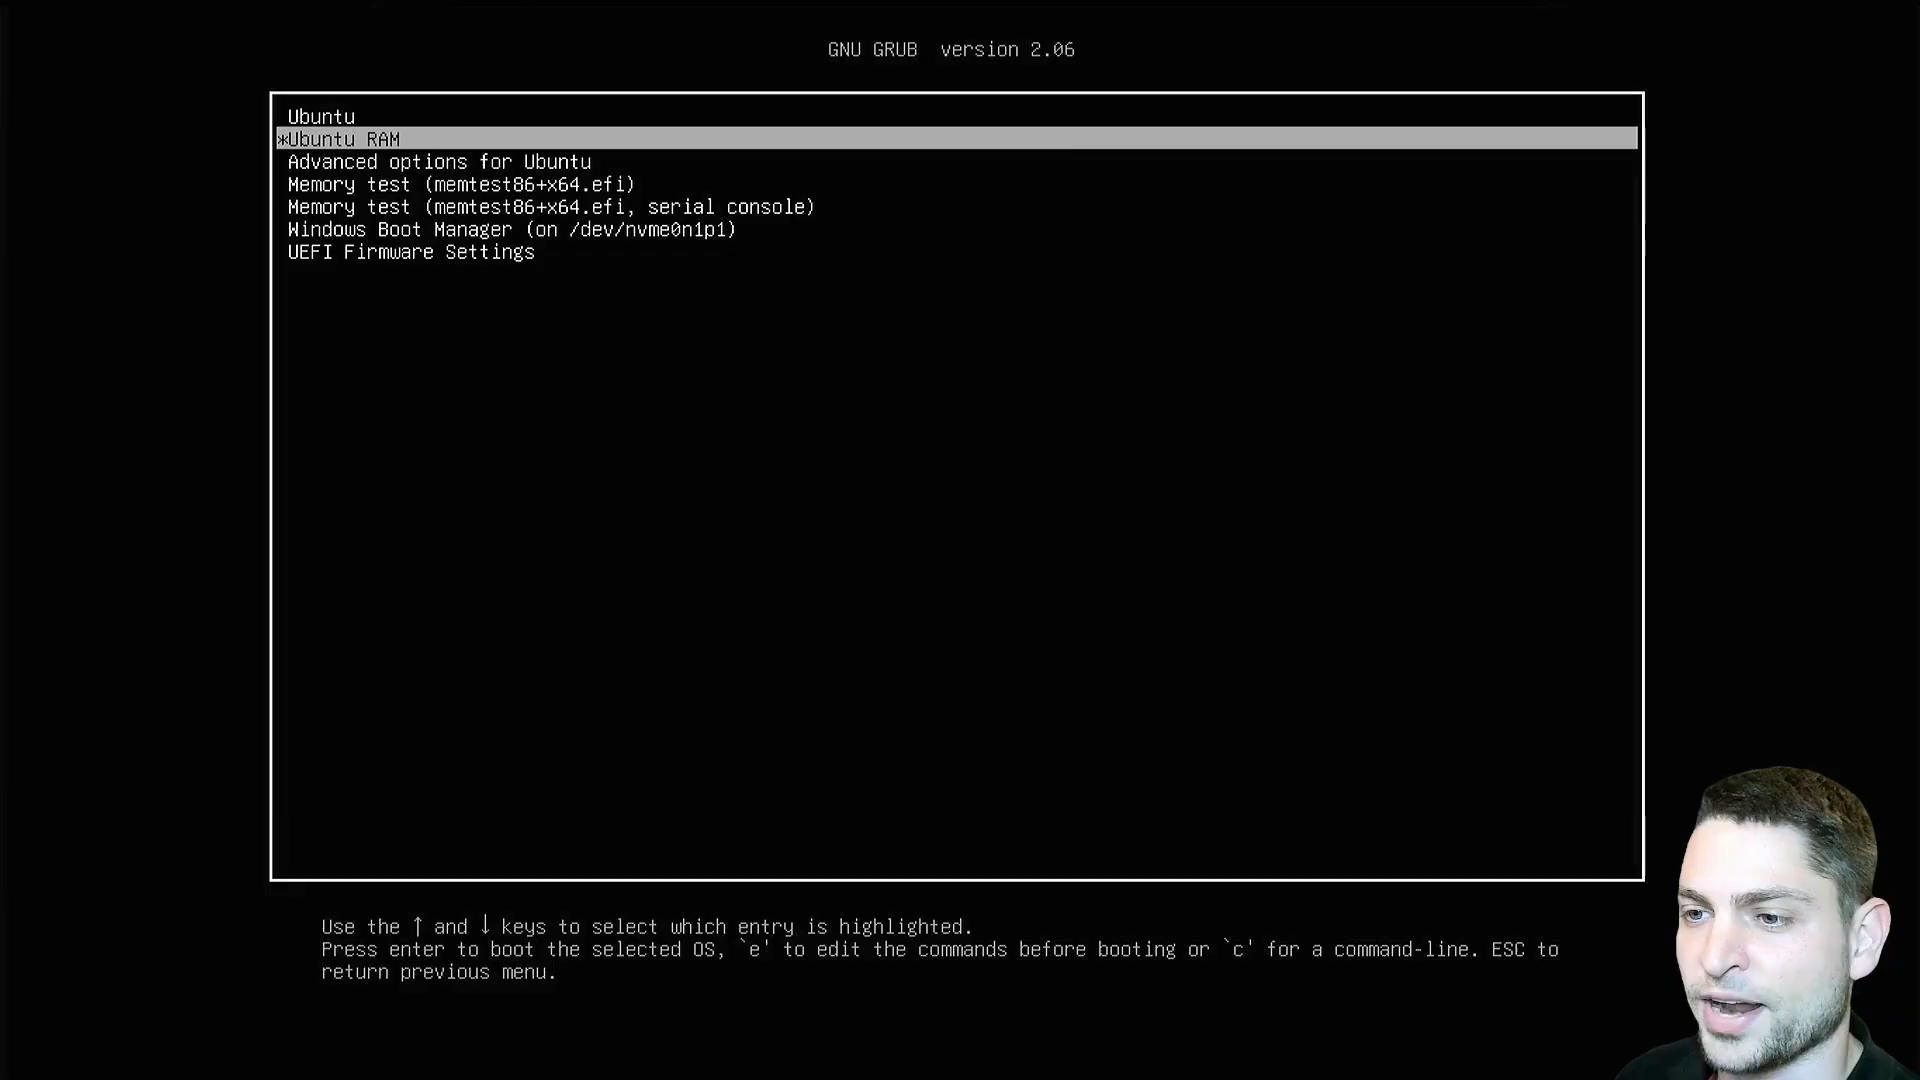 GNU GRUB  version 2.06
Ubuntu
*Ubuntu RAM
Advanced options for Ubuntu
Memory test (memtest86+x64.efi)
Memory test (memtest86+x64.efi, serial console)
Windows Boot Manager (on /dev/nvme0n1p1)
UEFI Firmware Settings
Use the ↑ and ↓ keys to select which entry is highlighted.
Press enter to boot the selected OS, `e' to edit the commands before booting or `c' for a command-line. ESC to
return previous menu.